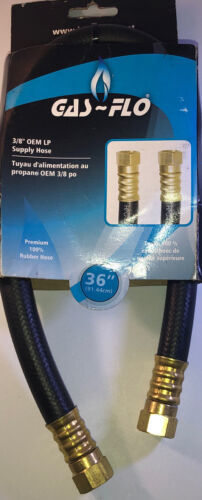 GAS~FLO
3/8" OEM LP
Supply Hose
Tuyau d'alimentation au
propane OEM 3/8 po
Premium
100%
Rubber Hose
36"
(91.44cm)